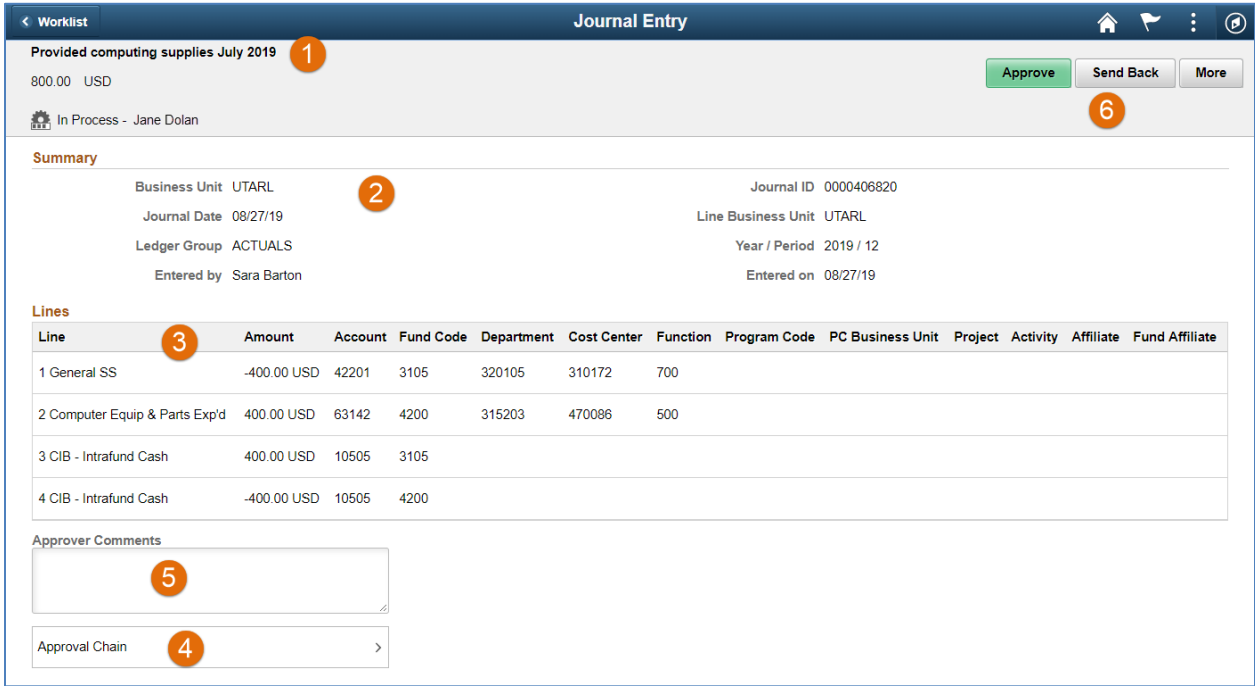 Worklist
Journal Entry
Provided computing supplies July 2019 1
800.00 USD
Approve Send Back More
6
In Process - Jane Dolan
Summary
Business Unit UTARL 2 Journal ID 0000406820
Journal Date 08/27/19 Line Business Unit UTARL
Ledger Group ACTUALS Year / Period 2019 / 12
Entered by Sara Barton Entered on 08/27/19
Lines
Line 3 Amount Account Fund Code Department Cost Center Function Program Code PC Business Unit Project Activity Affiliate Fund Affiliate
1 General SS -400.00 USD 42201 3105 320105 310172 700
2 Computer Equip & Parts Exp'd 400.00 USD 63142 4200 315203 470086 500
3 CIB - Intrafund Cash 400.00 USD 10505 3105
4 CIB - Intrafund Cash -400.00 USD 10505 4200
Approver Comments
5
Approval Chain 4